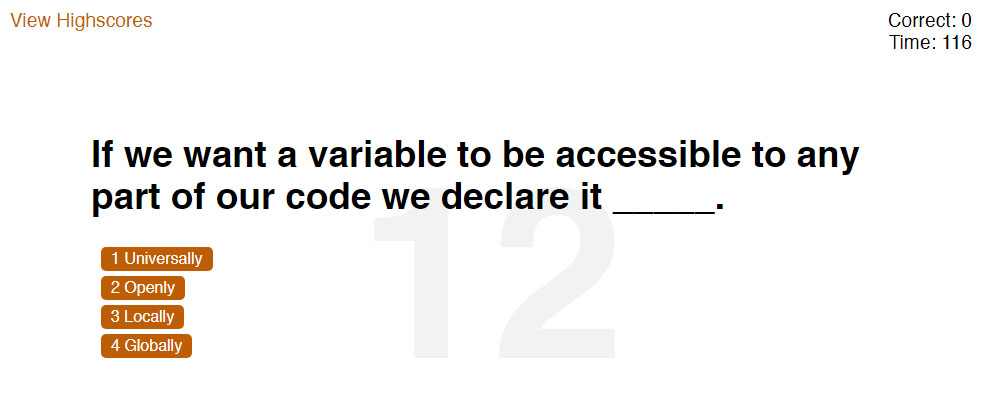 View Highscores
Correct: 0
Time: 116
If we want a variable to be accessible to any
part of our code we declare it _____.
12
1 Universally
2 Openly
3 Locally
4 Globally